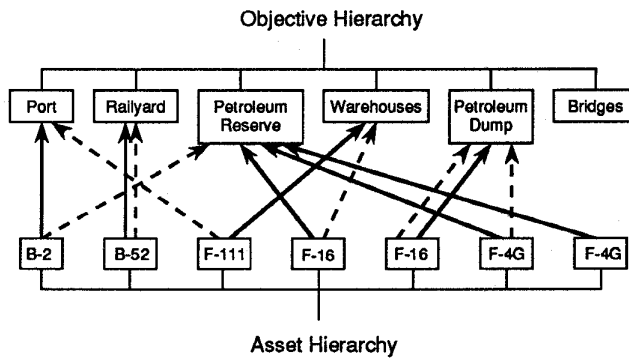 Objective Hierarchy
Port
Railyard
Petroleum
Reserve
Warehouses
Petroleum
Dump
Bridges
B-2
B-52
F-111
F-16
F-16
F-4G
F-4G
Asset Hierarchy